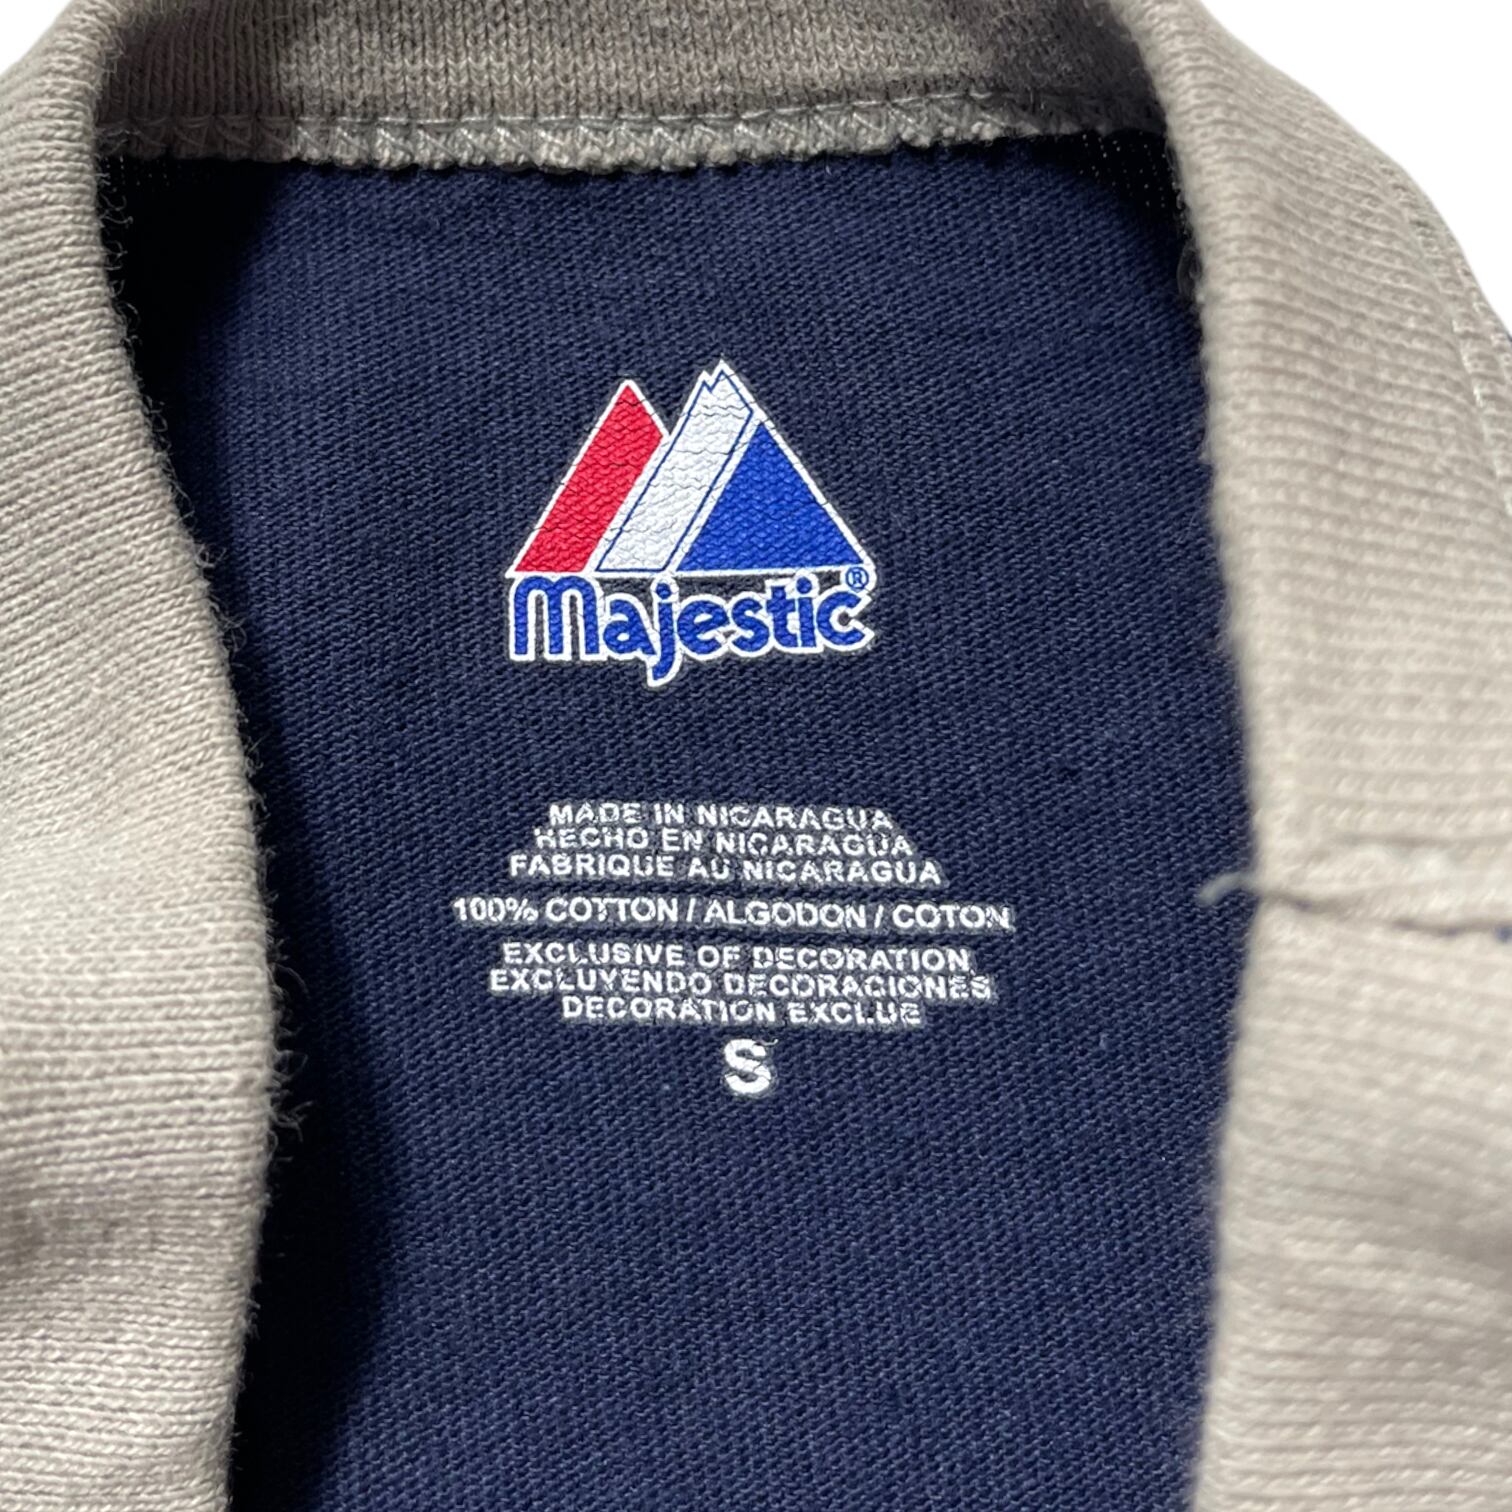 Majestic®
MADE IN NICARAGUA
HECHO EN NICARAGUA
FABRIQUE AU NICARAGUA
100% COTTON / ALGODON / COTON
EXCLUSIVE OF DECORATION
EXCLUYENDO DECORACIONES
DECORATION EXCLUE
S